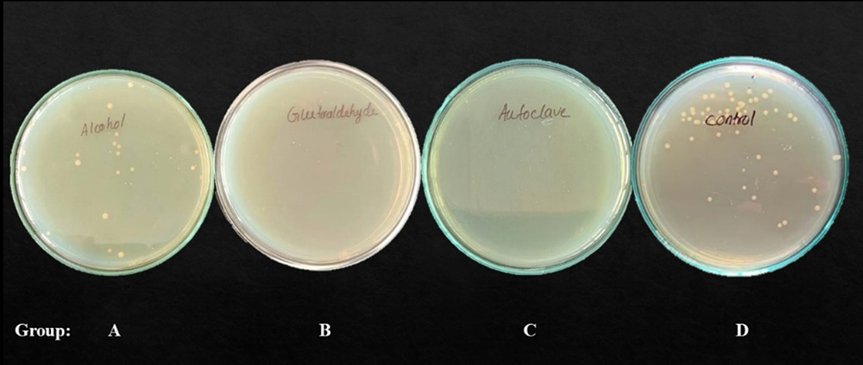 Alcohol
Glutaraldehyde
Autoclave
control
Group: A B C D